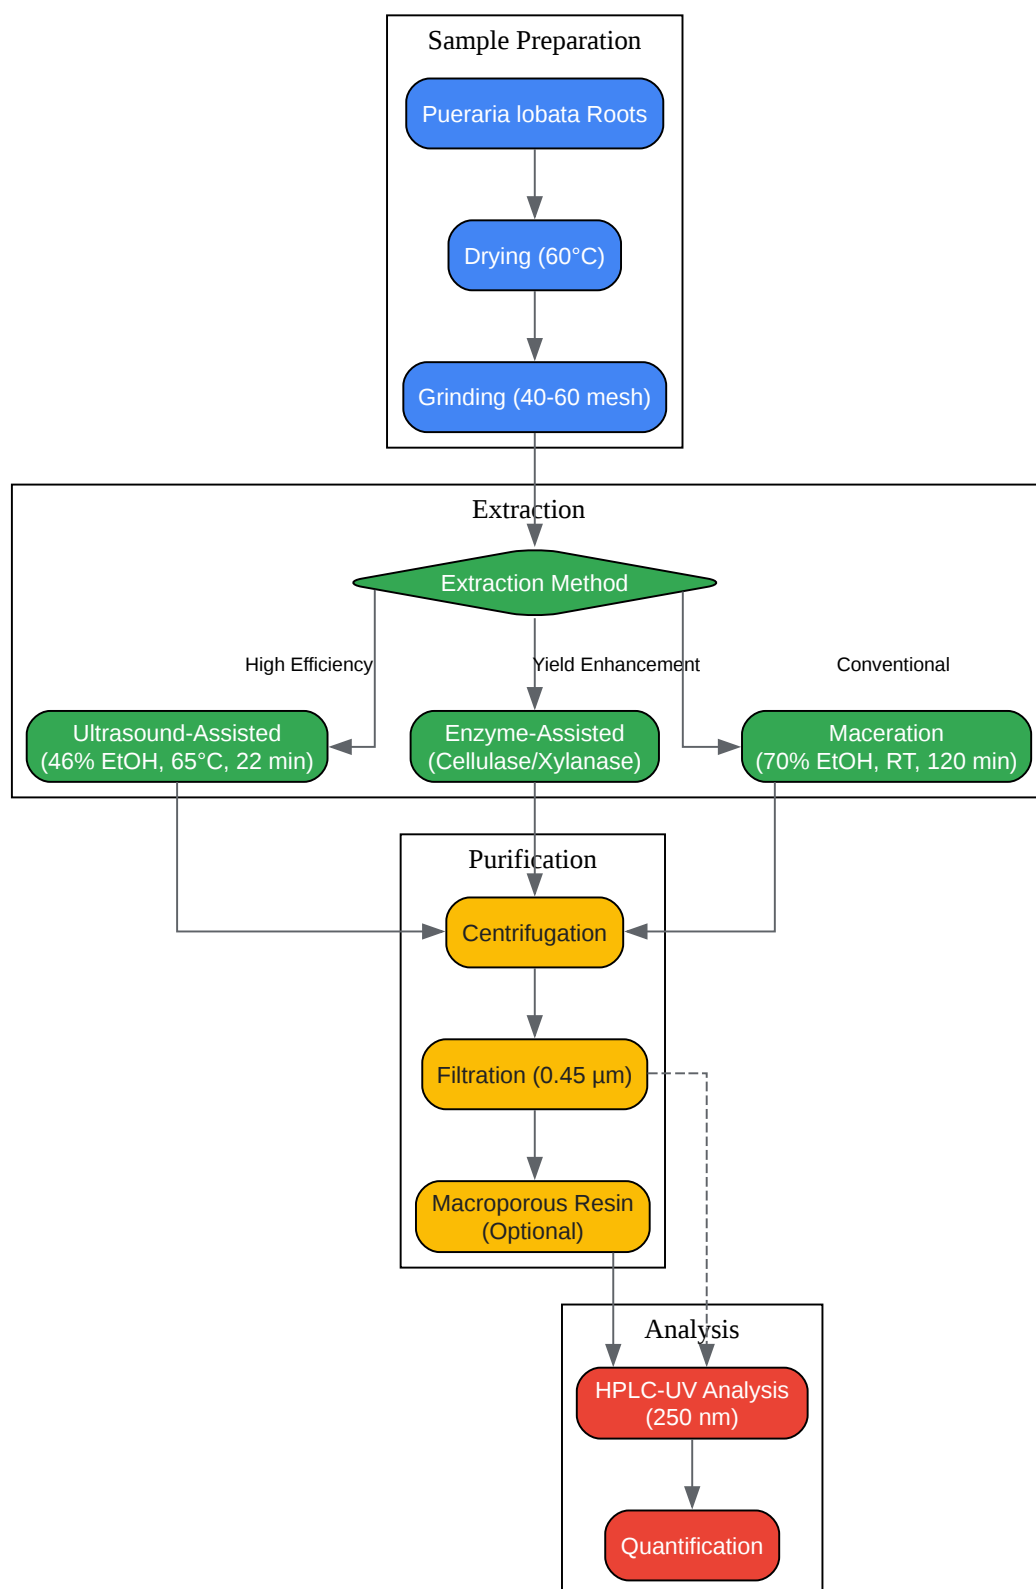 Sample Preparation
Pueraria lobata Roots
Drying (60°C)
Grinding (40-60 mesh)
Extraction
Extraction Method
High Efficiency
Yield Enhancement
Conventional
Ultrasound-Assisted
(46% EtOH, 65°C, 22 min)
Enzyme-Assisted
(Cellulase/Xylanase)
Maceration
(70% EtOH, RT, 120 min)
Purification
Centrifugation
Filtration (0.45 µm)
Macroporous Resin
(Optional)
Analysis
HPLC-UV Analysis
(250 nm)
Quantification